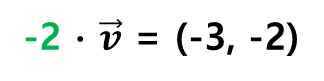 -2 · v⃗ = (-3, -2)